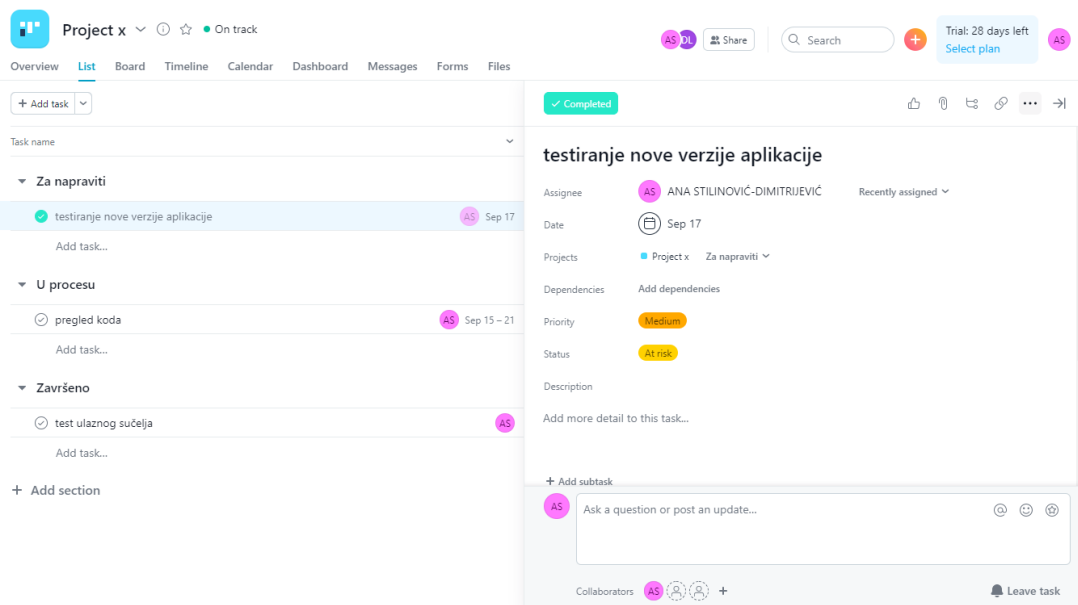 Project x
On track
AS DL
Share
Search
Trial: 28 days left
Select plan
AS
Overview List Board Timeline Calendar Dashboard Messages Forms Files
+ Add task
Completed
Task name
testiranje nove verzije aplikacije
Za napraviti
Assignee AS ANA STILINOVIĆ-DIMITRIJEVIĆ Recently assigned
testiranje nove verzije aplikacije AS Sep 17
Date Sep 17
Add task...
Projects Project x Za napraviti
U procesu
Dependencies Add dependencies
pregled koda AS Sep 15 – 21
Priority Medium
Add task...
Status At risk
Završeno
Description
test ulaznog sučelja AS
Add more detail to this task...
Add task...
+ Add subtask
+ Add section
AS Ask a question or post an update...
Collaborators AS + Leave task